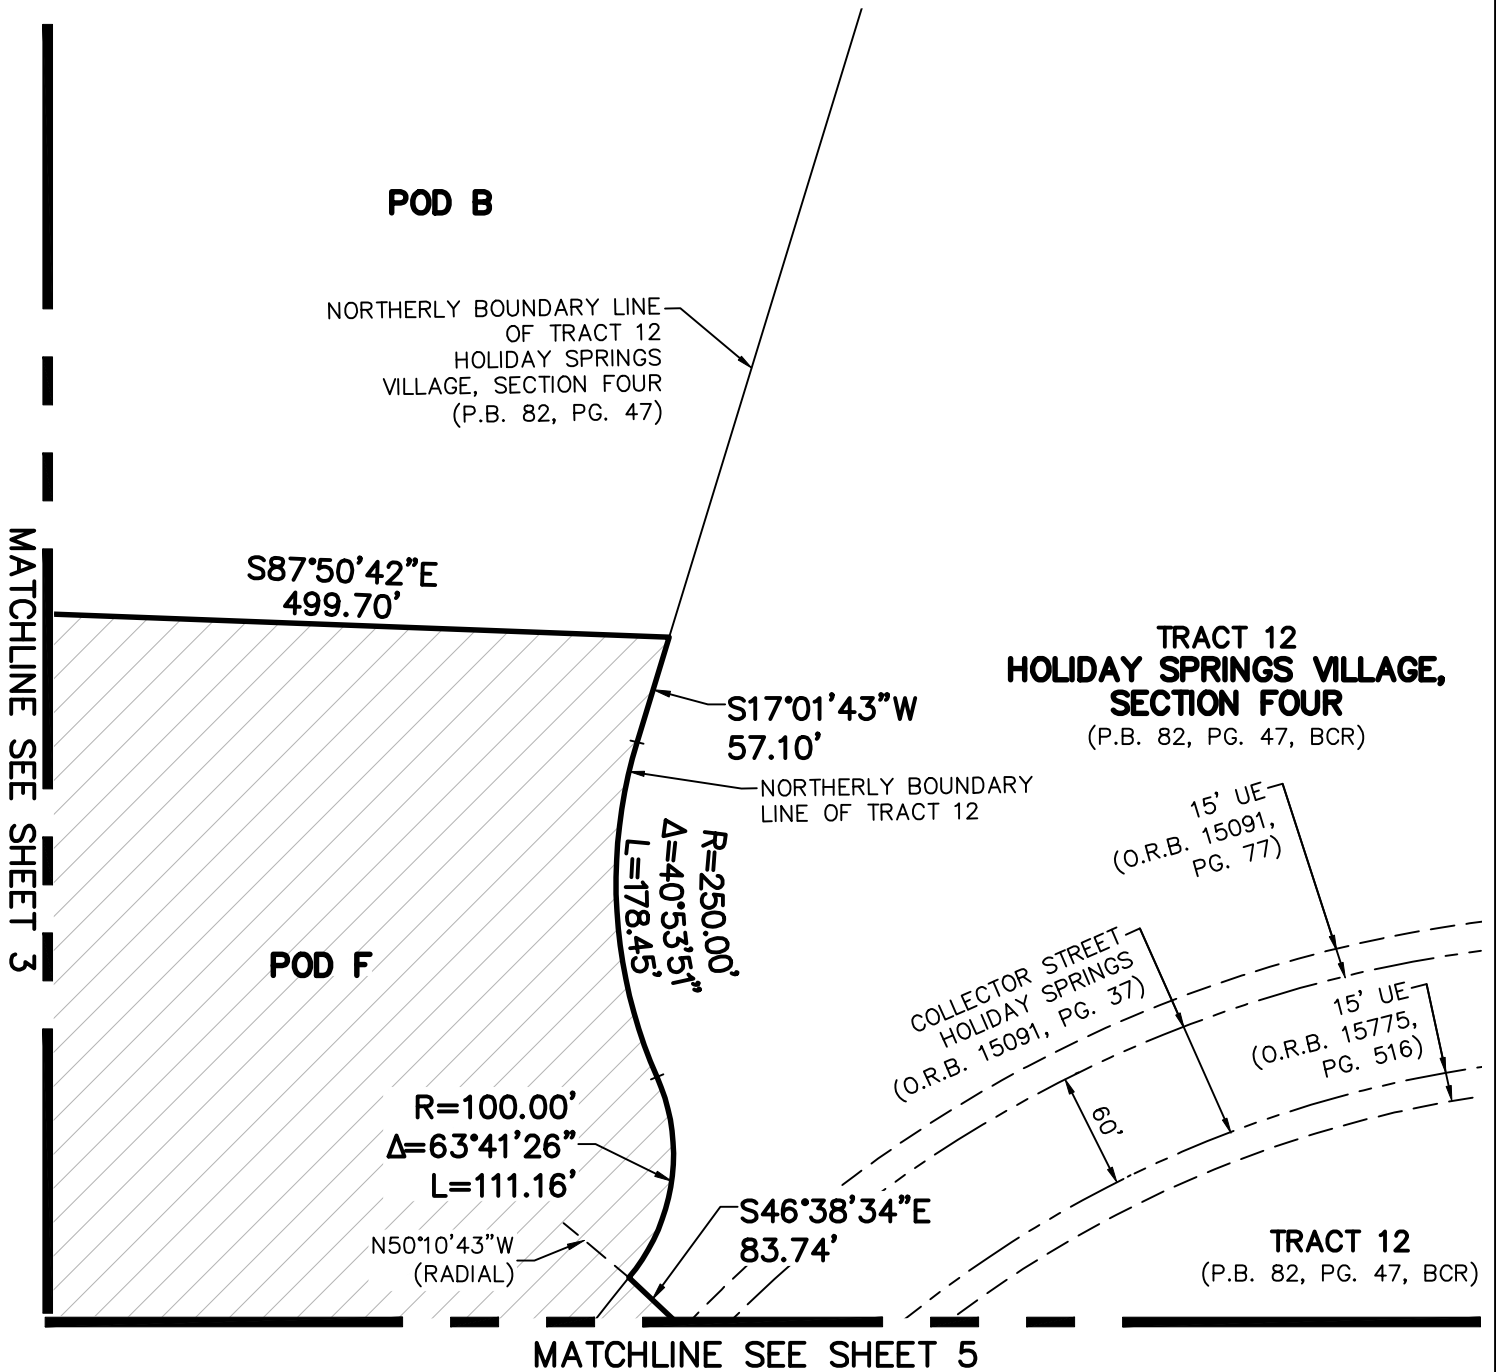 POD B
NORTHERLY BOUNDARY LINE
OF TRACT 12
HOLIDAY SPRINGS
VILLAGE, SECTION FOUR
(P.B. 82, PG. 47)
MATCHLINE SEE SHEET 3
S87°50'42"E
499.70'
TRACT 12
HOLIDAY SPRINGS VILLAGE,
SECTION FOUR
(P.B. 82, PG. 47, BCR)
S17°01'43"W
57.10'
NORTHERLY BOUNDARY
LINE OF TRACT 12
15' UE
(O.R.B. 15091,
PG. 77)
R=250.00'
Δ=40°53'51"
L=178.45'
POD F
COLLECTOR STREET
HOLIDAY SPRINGS
(O.R.B. 15091, PG. 37)
15' UE
(O.R.B. 15775,
PG. 516)
60'
R=100.00'
Δ=63°41'26"
L=111.16'
S46°38'34"E
83.74'
N50°10'43"W
(RADIAL)
TRACT 12
(P.B. 82, PG. 47, BCR)
MATCHLINE SEE SHEET 5